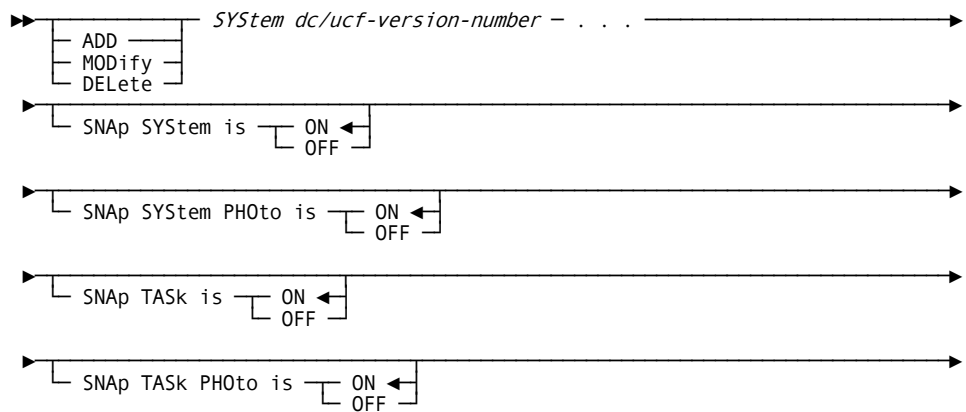 SYStem dc/ucf-version-number . . .
ADD
MODify
DELete
SNAp SYStem is ON
OFF
SNAp SYStem PHOto is ON
OFF
SNAp TASk is ON
OFF
SNAp TASk PHOto is ON
OFF